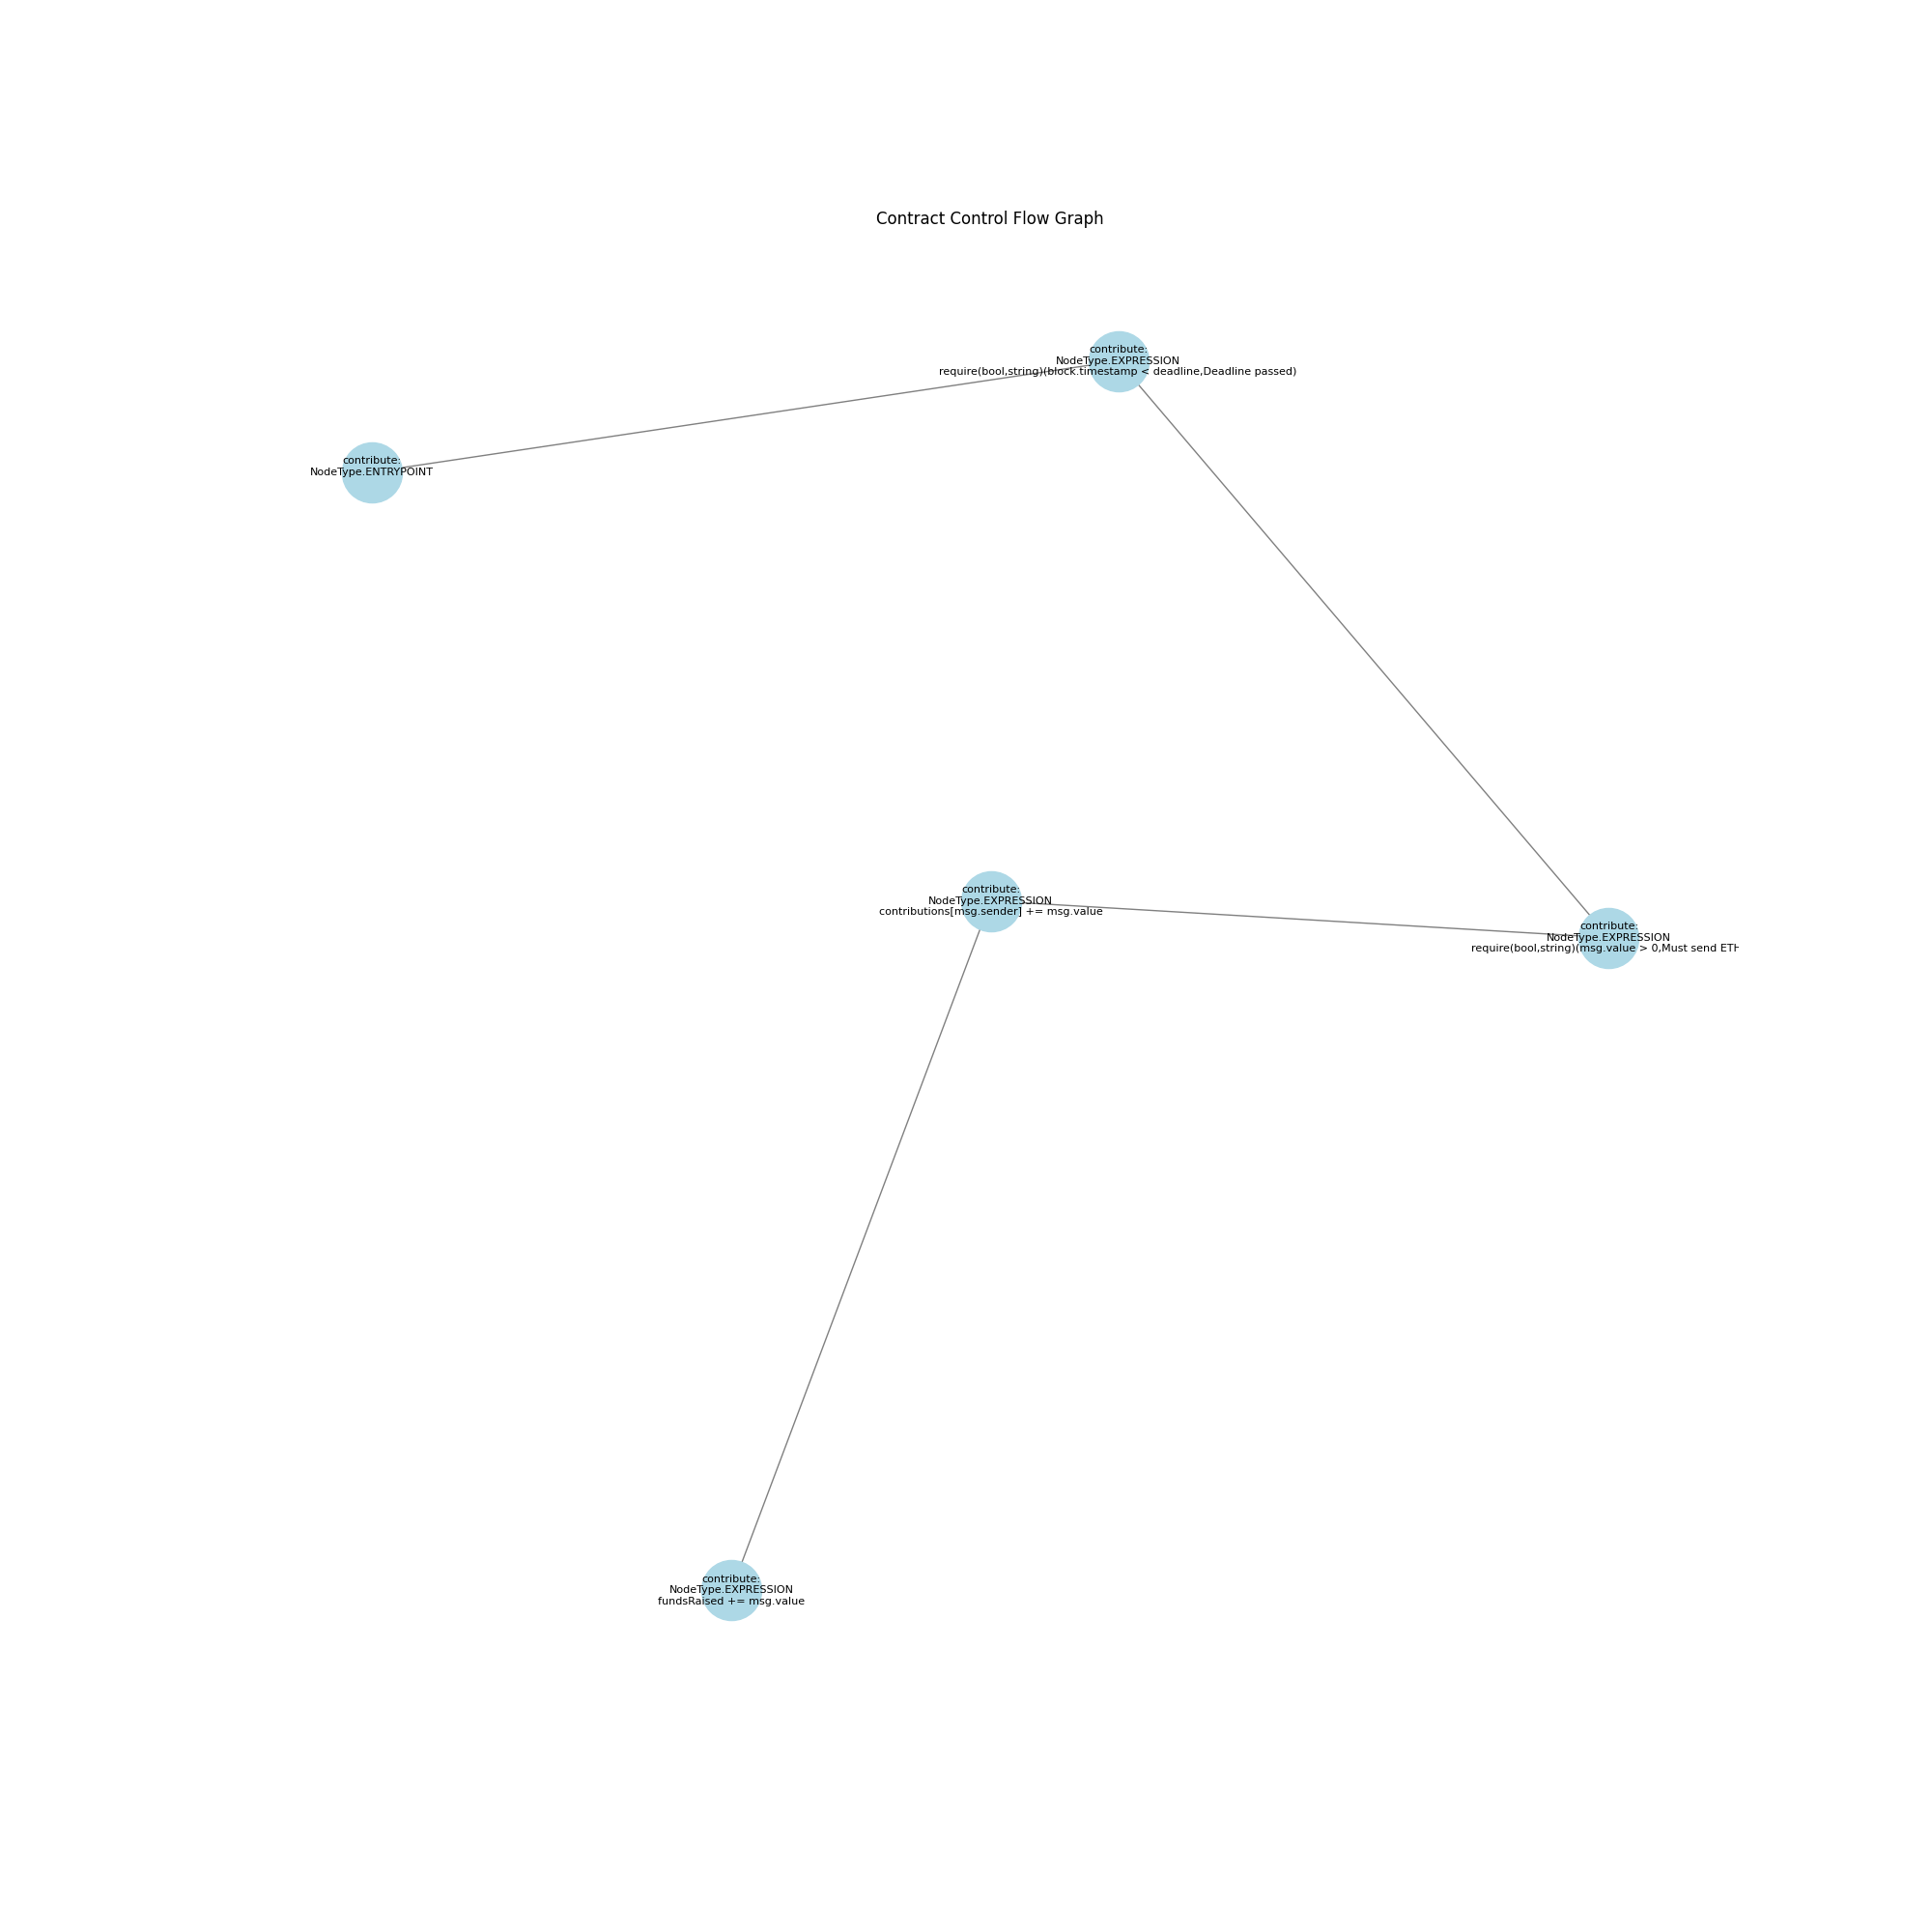 Contract Control Flow Graph
contribute:
NodeType.EXPRESSION
require(bool,string)(block.timestamp < deadline,Deadline passed)
contribute:
NodeType.ENTRYPOINT
contribute:
NodeType.EXPRESSION
contributions[msg.sender] += msg.value
contribute:
NodeType.EXPRESSION
require(bool,string)(msg.value > 0,Must send ETH
contribute:
NodeType.EXPRESSION
fundsRaised += msg.value